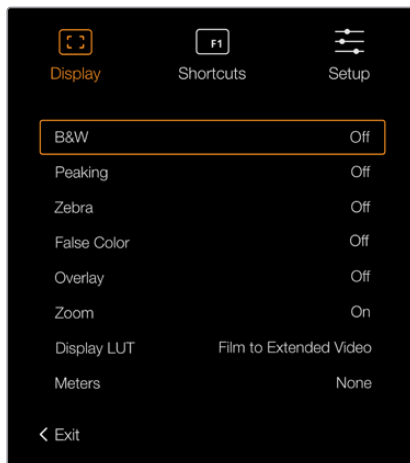 F1
Display Shortcuts Setup
B&W Off
Peaking Off
Zebra Off
False Color Off
Overlay Off
Zoom On
Display LUT Film to Extended Video
Meters None
Exit